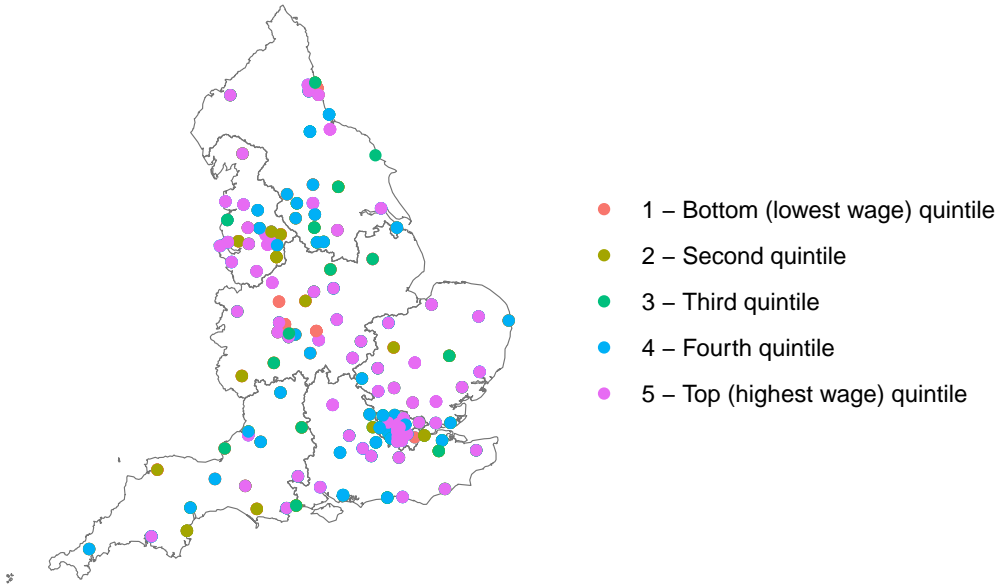 1 – Bottom (lowest wage) quintile
2 – Second quintile
3 – Third quintile
4 – Fourth quintile
5 – Top (highest wage) quintile